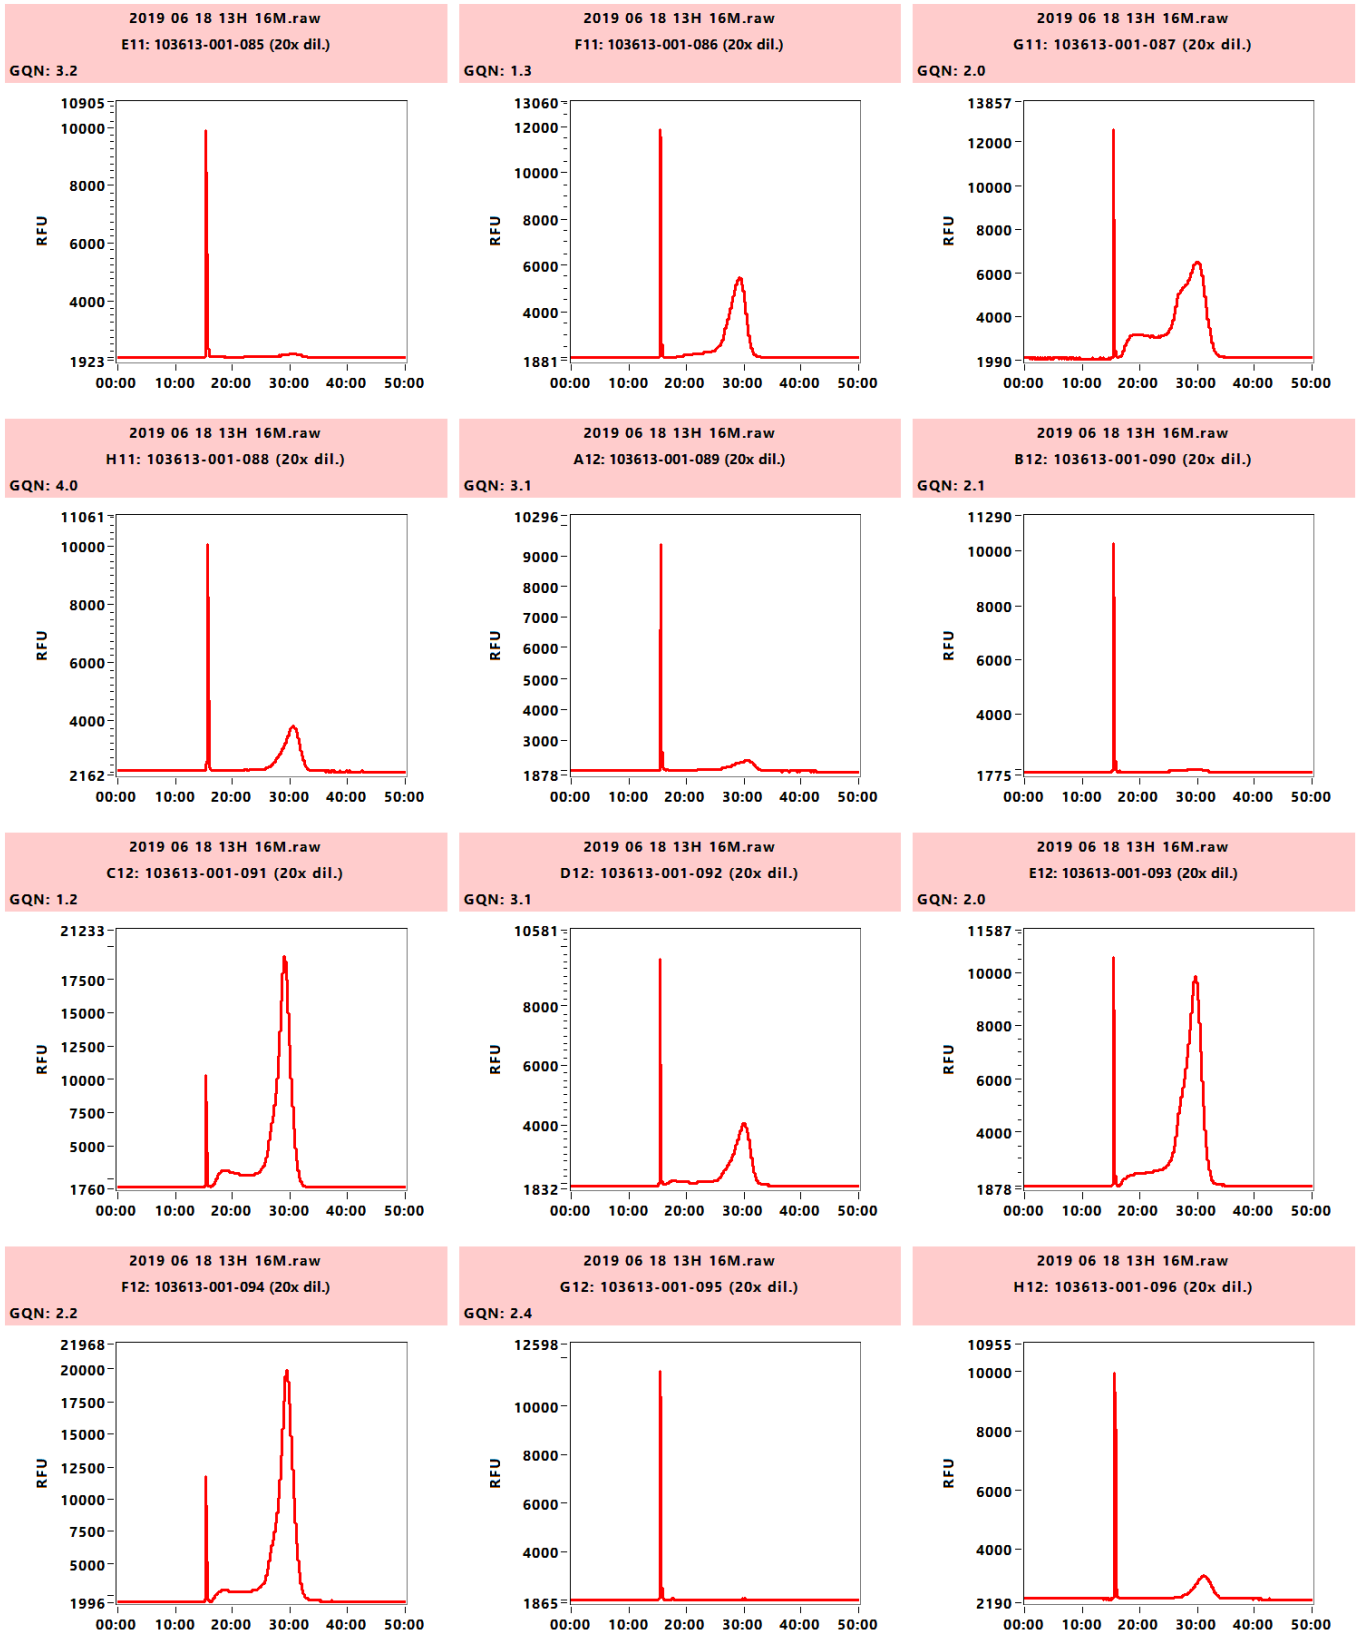 2019 06 18 13H 16M.raw
E11: 103613-001-085 (20x dil.)
GQN: 3.2
10905
10000
8000
6000
4000
1923
RFU
00:00 10:00 20:00 30:00 40:00 50:00
2019 06 18 13H 16M.raw
F11: 103613-001-086 (20x dil.)
GQN: 1.3
13060
12000
10000
8000
6000
4000
1881
RFU
00:00 10:00 20:00 30:00 40:00 50:00
2019 06 18 13H 16M.raw
G11: 103613-001-087 (20x dil.)
GQN: 2.0
13857
12000
10000
8000
6000
4000
1990
RFU
00:00 10:00 20:00 30:00 40:00 50:00
2019 06 18 13H 16M.raw
H11: 103613-001-088 (20x dil.)
GQN: 4.0
11061
10000
8000
6000
4000
2162
RFU
00:00 10:00 20:00 30:00 40:00 50:00
2019 06 18 13H 16M.raw
A12: 103613-001-089 (20x dil.)
GQN: 3.1
10296
9000
8000
7000
6000
5000
4000
3000
1878
RFU
00:00 10:00 20:00 30:00 40:00 50:00
2019 06 18 13H 16M.raw
B12: 103613-001-090 (20x dil.)
GQN: 2.1
11290
10000
8000
6000
4000
1775
RFU
00:00 10:00 20:00 30:00 40:00 50:00
2019 06 18 13H 16M.raw
C12: 103613-001-091 (20x dil.)
GQN: 1.2
21233
17500
15000
12500
10000
7500
5000
1760
RFU
00:00 10:00 20:00 30:00 40:00 50:00
2019 06 18 13H 16M.raw
D12: 103613-001-092 (20x dil.)
GQN: 3.1
10581
8000
6000
4000
1832
RFU
00:00 10:00 20:00 30:00 40:00 50:00
2019 06 18 13H 16M.raw
E12: 103613-001-093 (20x dil.)
GQN: 2.0
11587
10000
8000
6000
4000
1878
RFU
00:00 10:00 20:00 30:00 40:00 50:00
2019 06 18 13H 16M.raw
F12: 103613-001-094 (20x dil.)
GQN: 2.2
21968
20000
17500
15000
12500
10000
7500
5000
1996
RFU
00:00 10:00 20:00 30:00 40:00 50:00
2019 06 18 13H 16M.raw
G12: 103613-001-095 (20x dil.)
GQN: 2.4
12598
10000
8000
6000
4000
1865
RFU
00:00 10:00 20:00 30:00 40:00 50:00
2019 06 18 13H 16M.raw
H12: 103613-001-096 (20x dil.)
10955
10000
8000
6000
4000
2190
RFU
00:00 10:00 20:00 30:00 40:00 50:00